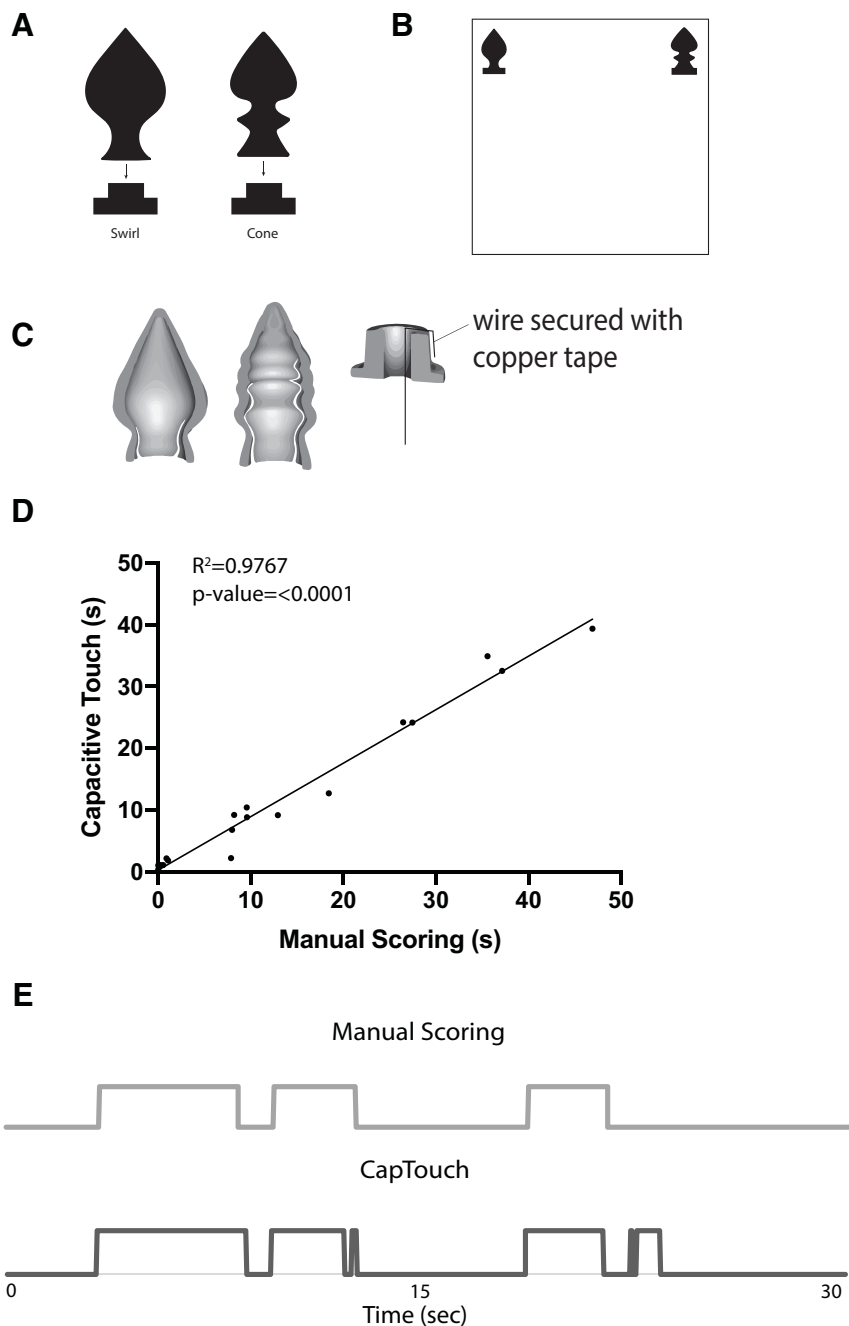 A
B
Swirl
Cone
C
wire secured with
copper tape
D
R²=0.9767
p-value=<0.0001
50
40
30
20
10
0
Capacitive Touch (s)
0 10 20 30 40 50
Manual Scoring (s)
E
Manual Scoring
CapTouch
0 15 30
Time (sec)